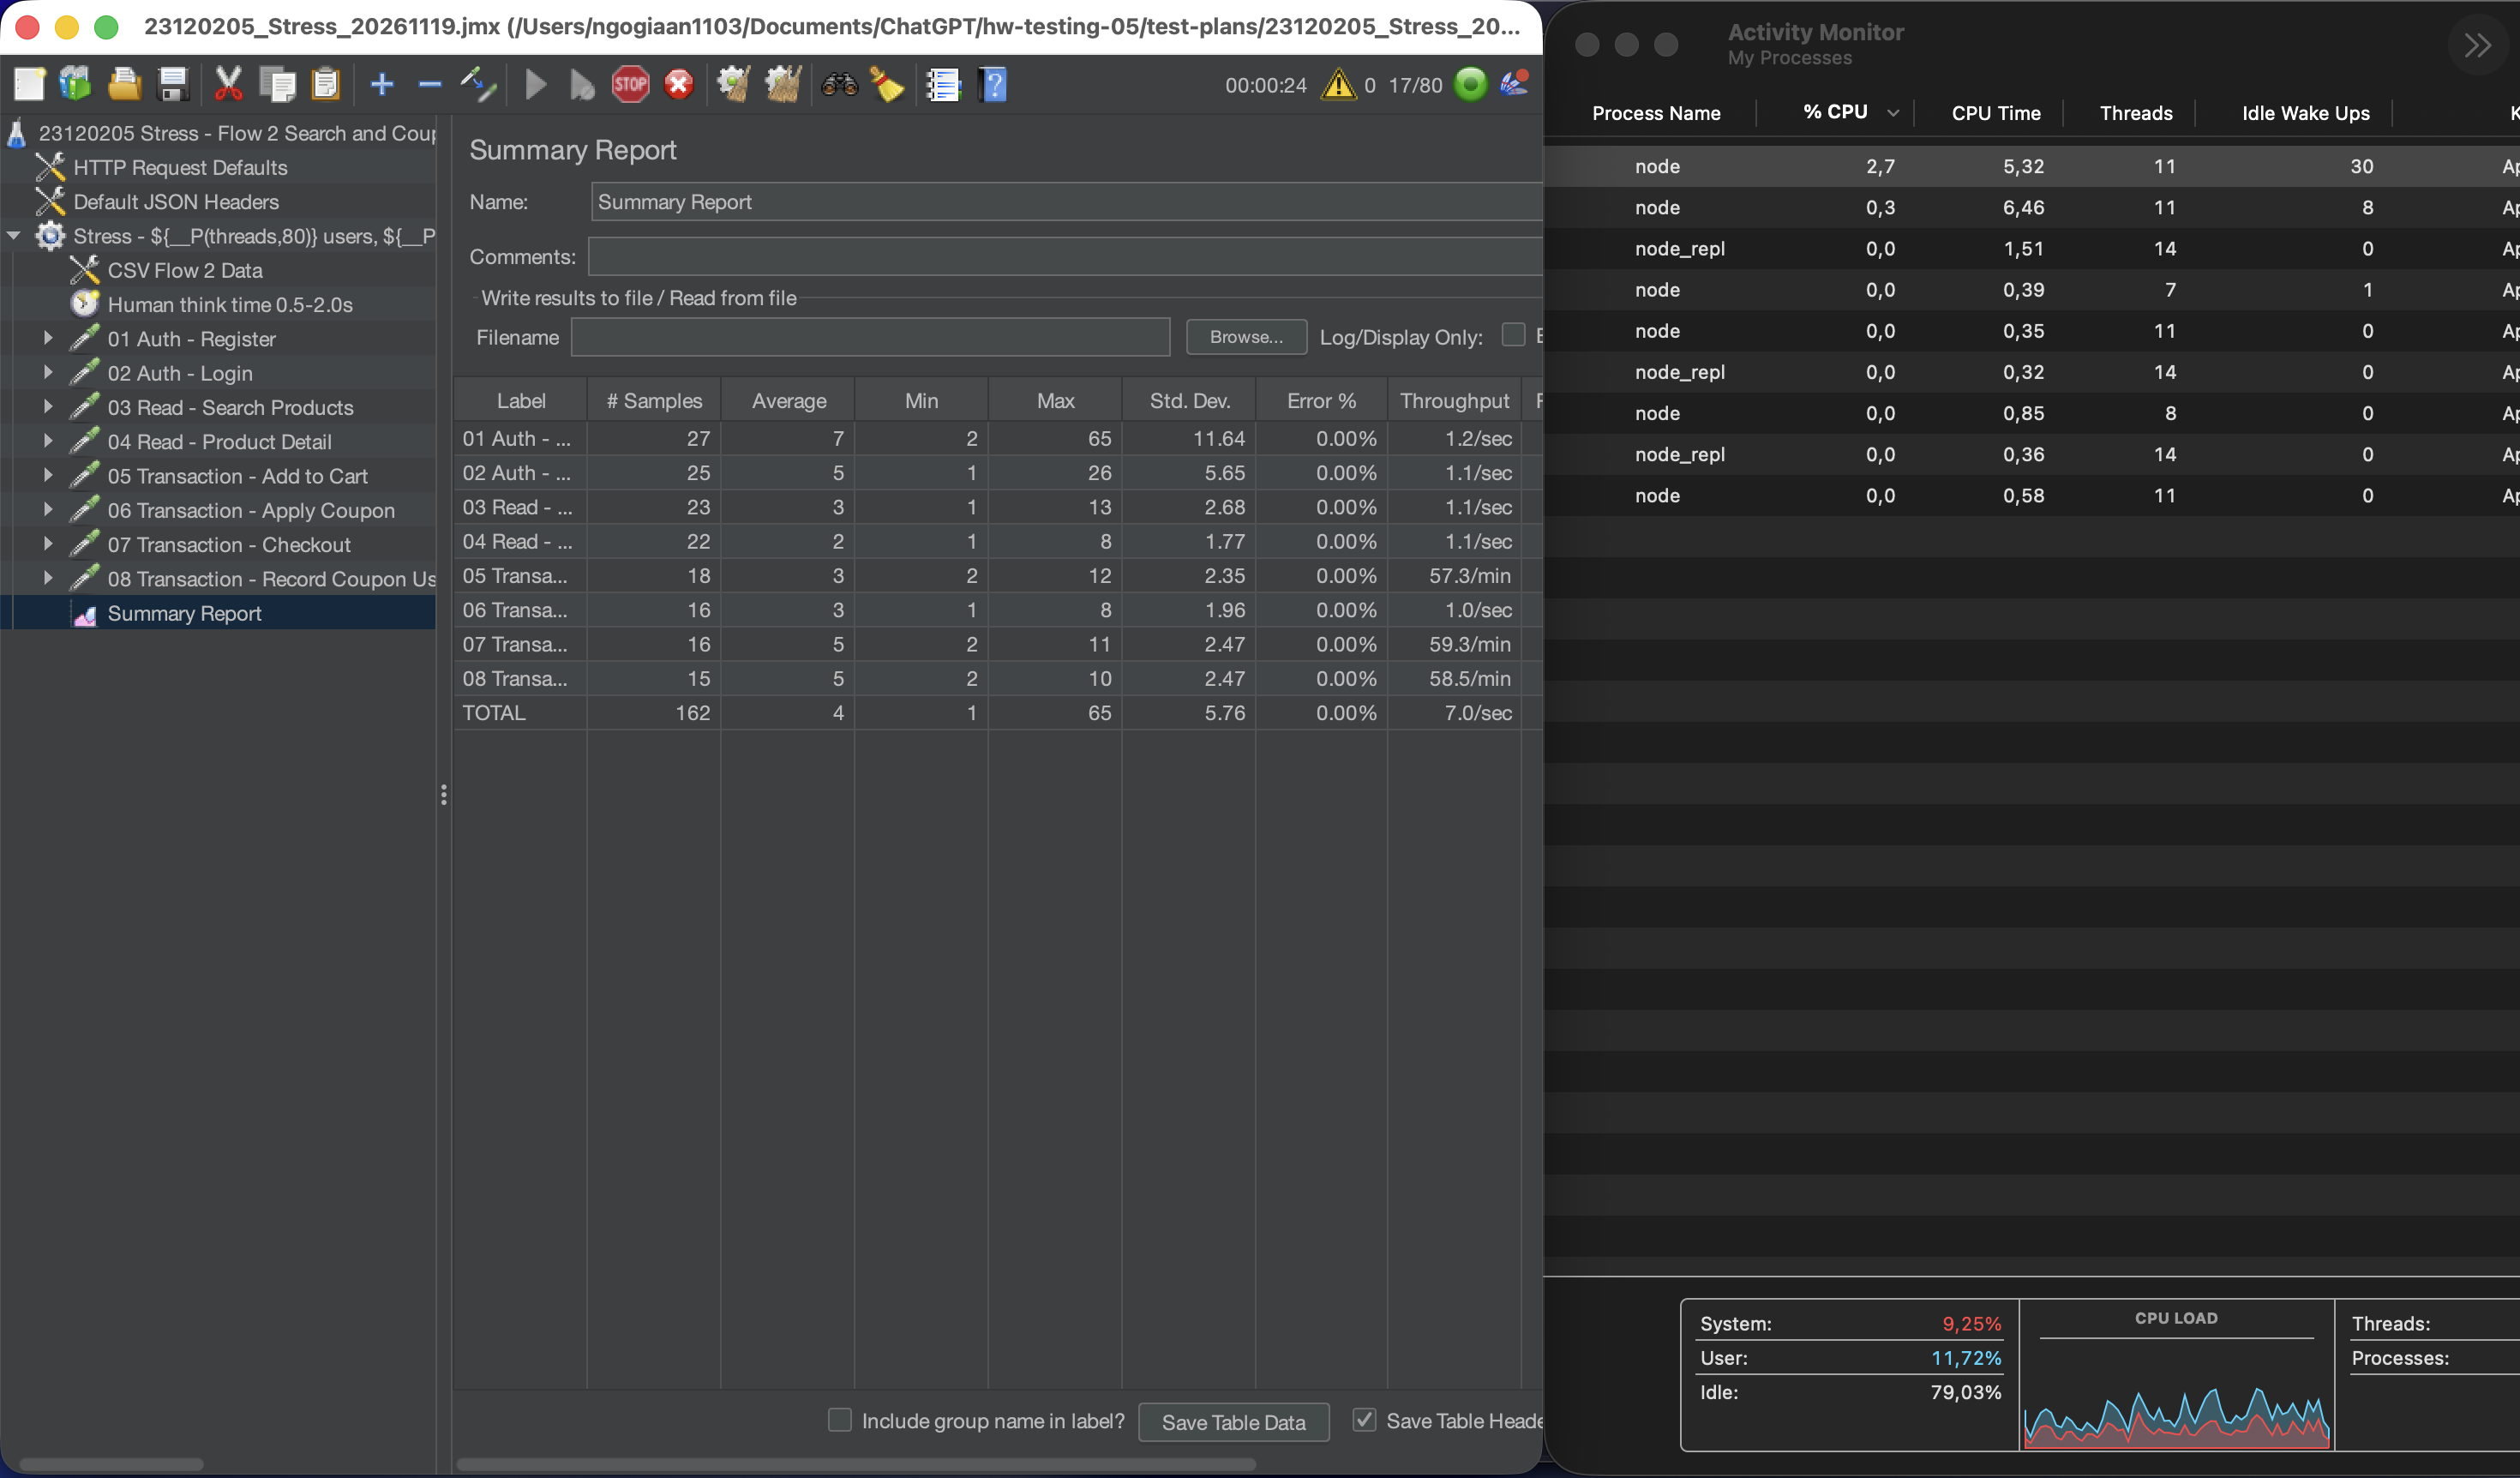 23120205_Stress_20261119.jmx (/Users/ngogiaan1103/Documents/ChatGPT/hw-testing-05/test-plans/23120205_Stress_20...
STOP
00:00:24 0 17/80
23120205 Stress - Flow 2 Search and Coup
HTTP Request Defaults
Default JSON Headers
Stress - ${__P(threads,80)} users, ${__P
CSV Flow 2 Data
Human think time 0.5-2.0s
01 Auth - Register
02 Auth - Login
03 Read - Search Products
04 Read - Product Detail
05 Transaction - Add to Cart
06 Transaction - Apply Coupon
07 Transaction - Checkout
08 Transaction - Record Coupon Us
Summary Report
Summary Report
Name: Summary Report
Comments:
Write results to file / Read from file
Filename Browse... Log/Display Only: E
Label # Samples Average Min Max Std. Dev. Error % Throughput
01 Auth - ... 27 7 2 65 11.64 0.00% 1.2/sec
02 Auth - ... 25 5 1 26 5.65 0.00% 1.1/sec
03 Read - ... 23 3 1 13 2.68 0.00% 1.1/sec
04 Read - ... 22 2 1 8 1.77 0.00% 1.1/sec
05 Transa... 18 3 2 12 2.35 0.00% 57.3/min
06 Transa... 16 3 1 8 1.96 0.00% 1.0/sec
07 Transa... 16 5 2 11 2.47 0.00% 59.3/min
08 Transa... 15 5 2 10 2.47 0.00% 58.5/min
TOTAL 162 4 1 65 5.76 0.00% 7.0/sec
Include group name in label? Save Table Data Save Table Heade
Activity Monitor
My Processes
Process Name % CPU CPU Time Threads Idle Wake Ups K
node 2,7 5,32 11 30 Ap
node 0,3 6,46 11 8 Ap
node_repl 0,0 1,51 14 0 Ap
node 0,0 0,39 7 1 Ap
node 0,0 0,35 11 0 Ap
node_repl 0,0 0,32 14 0 Ap
node 0,0 0,85 8 0 Ap
node_repl 0,0 0,36 14 0 Ap
node 0,0 0,58 11 0 Ap
System: 9,25%
User: 11,72%
Idle: 79,03%
CPU LOAD
Threads:
Processes: